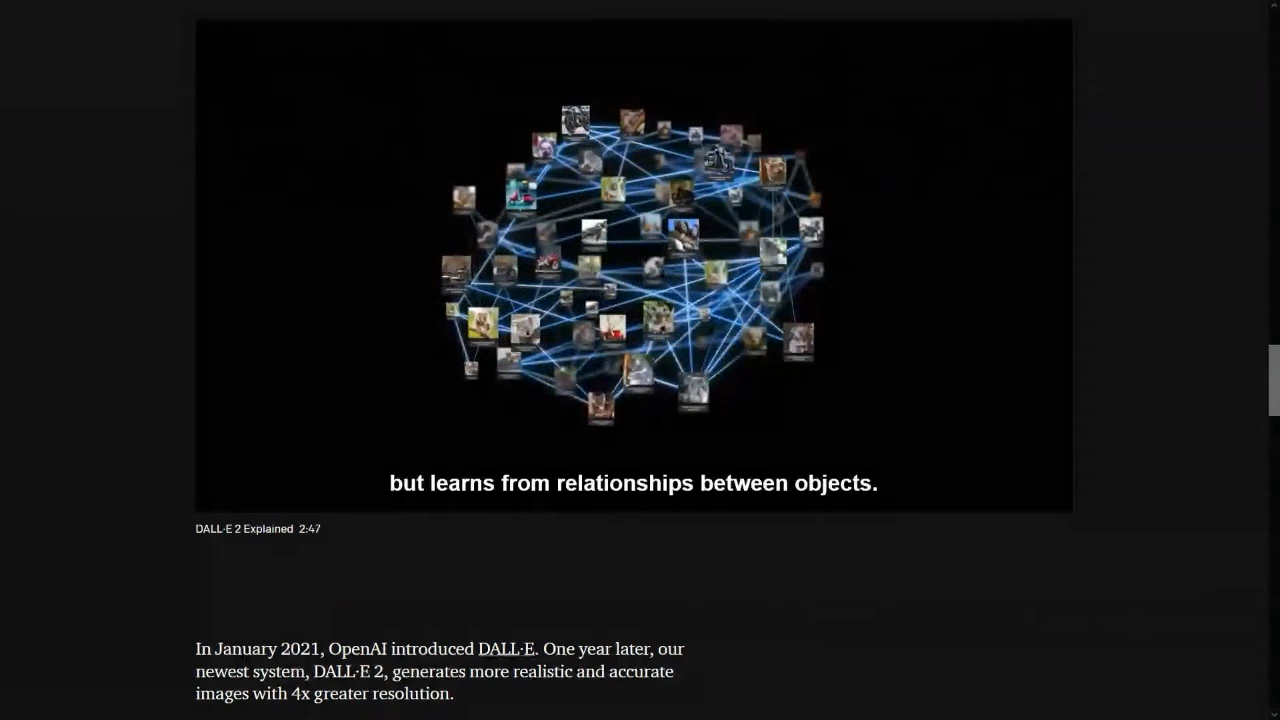 but learns from relationships between objects.
DALL·E 2 Explained 2:47
In January 2021, OpenAI introduced DALL·E. One year later, our
newest system, DALL·E 2, generates more realistic and accurate
images with 4x greater resolution.